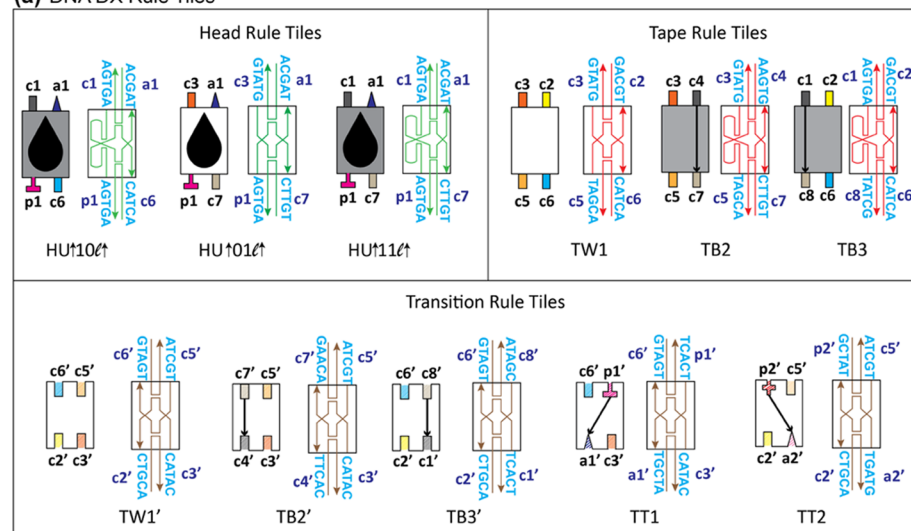 (a) DNA DX Rule Tiles
Head Rule Tiles
Tape Rule Tiles
c1 a1 c1 AGTGA ACGAT a1
c3 a1 c3 GTATG ACGAT a1
c1 a1 c1 AGTGA ACGAT a1
c3 c2 c3 GTATG GACGT c2
c3 c4 c3 GTATG AAGTG c4
c1 c2 c1 AGTGA GACGT c2
p1 c6 p1 AGTGA CATCA c6
p1 c7 p1 AGTGA CTTGT c7
p1 c7 p1 AGTGA CTTGT c7
c5 c6 c5 TAGCA CATCA c6
c5 c7 c5 TAGCA CTTGT c7
c8 c6 c8 TATCG CATCA c6
HU↑10ℓ↑
HU↑01ℓ↑
HU↑11ℓ↑
TW1
TB2
TB3
Transition Rule Tiles
c6’ c5’ c6’ GTAGT ATCGT c5’
c7’ c5’ c7’ GAACA ATCGT c5’
c6’ c8’ c6’ GTAGT ATAGC c8’
c6’ p1’ c6’ GTAGT TCACT p1’
p2’ c5’ p2’ GCTAT ATCGT c5’
c2’ c3’ c2’ CTGCA CATAC c3’
c4’ c3’ c4’ TTCAC CATAC c3’
c2’ c1’ c2’ CTGCA TCACT c1’
a1’ c3’ a1’ TGCTA CATAC c3’
c2’ a2’ c2’ CTGCA TGATG a2’
TW1’
TB2’
TB3’
TT1
TT2